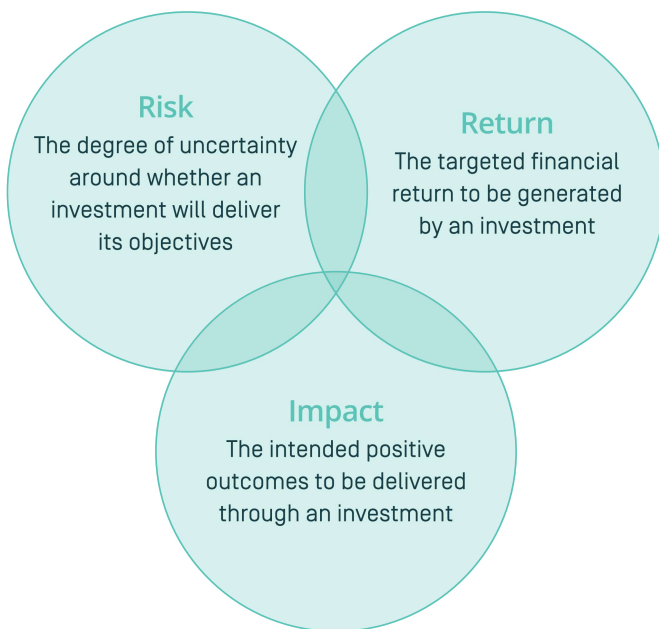 Risk
The degree of uncertainty
around whether an
investment will deliver
its objectives
Return
The targeted financial
return to be generated
by an investment
Impact
The intended positive
outcomes to be delivered
through an investment